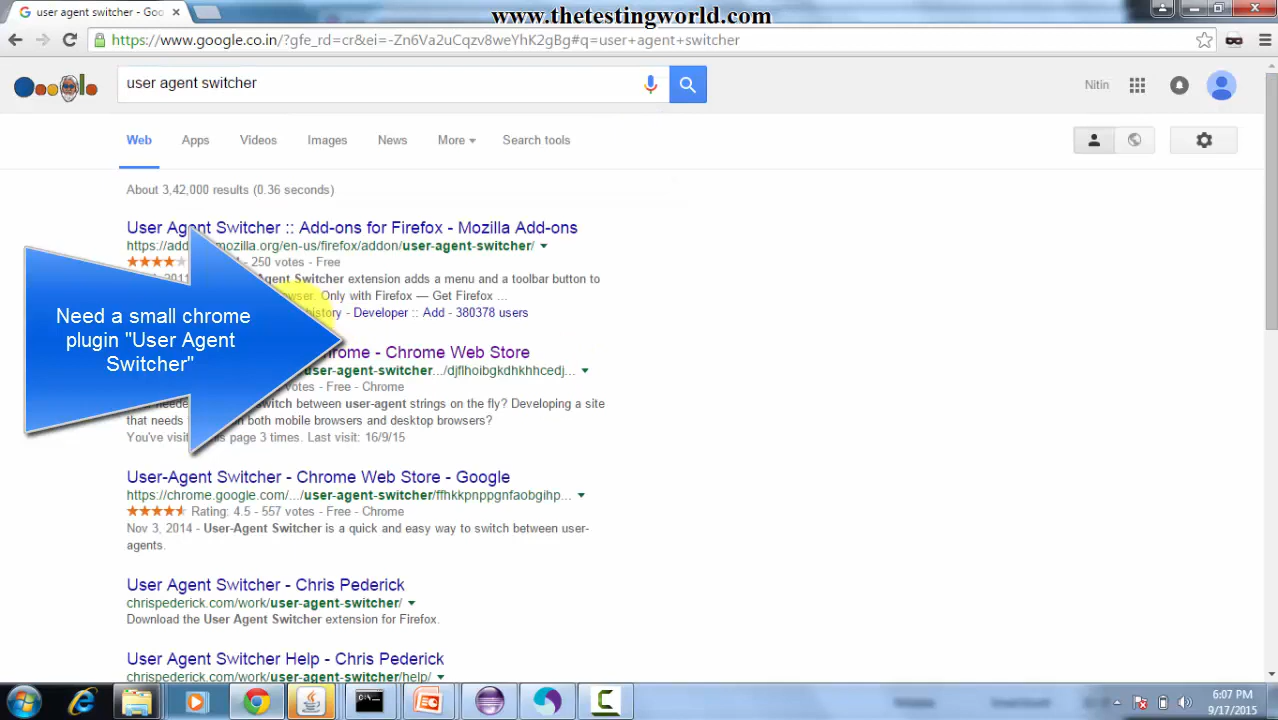 user agent switcher - Goo
www.thetestingworld.com
https://www.google.co.in/?gfe_rd=cr&ei=-Zn6Va2uCqzv8weYhK2gBg#q=user+agent+switcher
user agent switcher
Nitin
Web Apps Videos Images News More Search tools
About 3,42,000 results (0.36 seconds)
User Agent Switcher :: Add-ons for Firefox - Mozilla Add-ons
mozilla.org/en-us/firefox/addon/user-agent-switcher/
- 250 votes - Free
Switcher extension adds a menu and a toolbar button to
Only with Firefox — Get Firefox ...
history - Developer :: Add - 380378 users
Need a small chrome
plugin "User Agent
Switcher"
- Chrome Web Store
user-agent-switcher.../djflhoibgkdhkhhcedj...
votes - Free - Chrome
between user-agent strings on the fly? Developing a site
that needs both mobile browsers and desktop browsers?
You've page 3 times. Last visit: 16/9/15
User-Agent Switcher - Chrome Web Store - Google
https://chrome.google.com/.../user-agent-switcher/ffhkkpnppgnfaobgihp...
Rating: 4.5 - 557 votes - Free - Chrome
Nov 3, 2014 - User-Agent Switcher is a quick and easy way to switch between user-
agents.
User Agent Switcher - Chris Pederick
chrispederick.com/work/user-agent-switcher/
Download the User Agent Switcher extension for Firefox.
User Agent Switcher Help - Chris Pederick
chrispederick.com/work/user-agent-switcher/help/
6:07 PM
9/17/2015